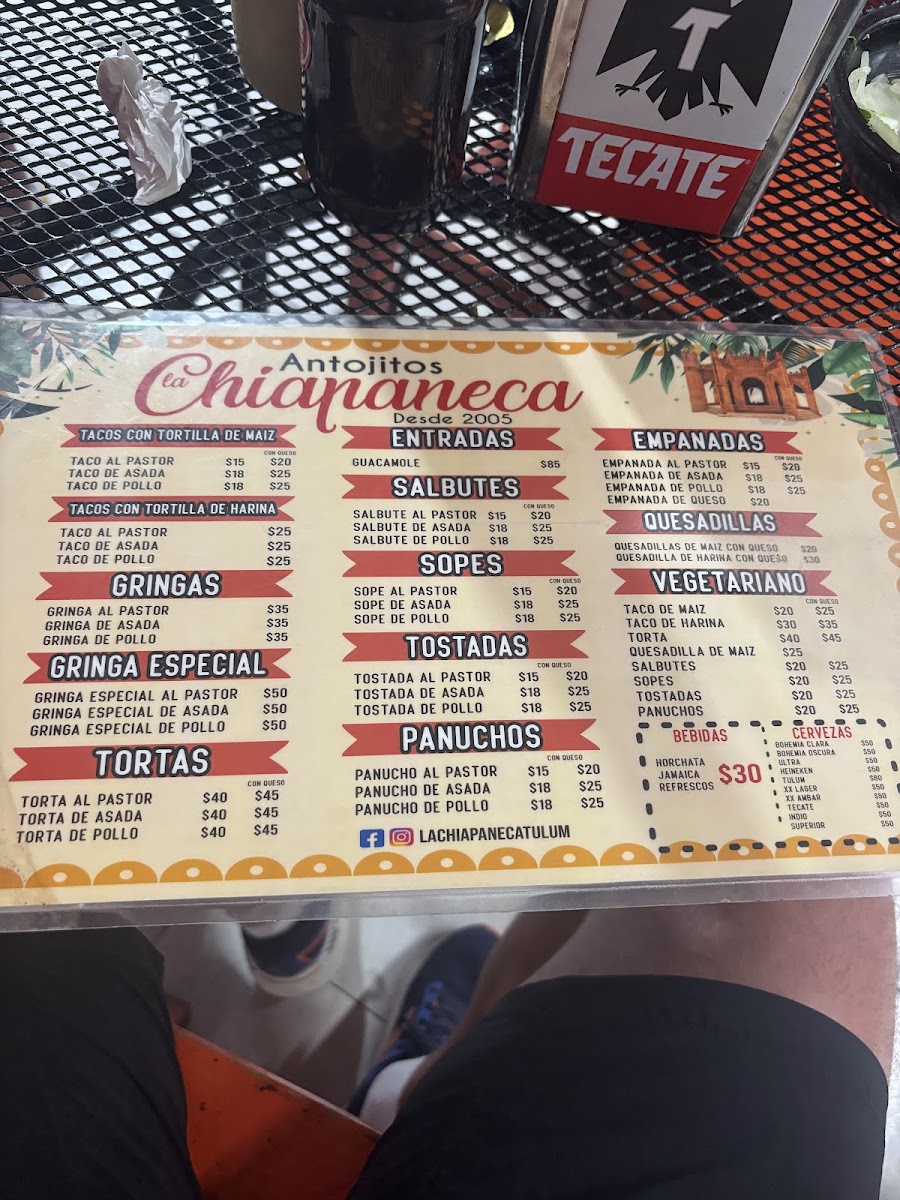 T
TECATE
Antojitos
la Chiapaneca
Desde 2005
TACOS CON TORTILLA DE MAIZ
CON QUESO
TACO AL PASTOR $15 $20
TACO DE ASADA $18 $25
TACO DE POLLO $18 $25
TACOS CON TORTILLA DE HARINA
TACO AL PASTOR $25
TACO DE ASADA $25
TACO DE POLLO $25
GRINGAS
GRINGA AL PASTOR $35
GRINGA DE ASADA $35
GRINGA DE POLLO $35
GRINGA ESPECIAL
GRINGA ESPECIAL AL PASTOR $50
GRINGA ESPECIAL DE ASADA $50
GRINGA ESPECIAL DE POLLO $50
TORTAS
CON QUESO
TORTA AL PASTOR $40 $45
TORTA DE ASADA $40 $45
TORTA DE POLLO $40 $45
ENTRADAS
GUACAMOLE $85
SALBUTES
CON QUESO
SALBUTE AL PASTOR $15 $20
SALBUTE DE ASADA $18 $25
SALBUTE DE POLLO $18 $25
SOPES
CON QUESO
SOPE AL PASTOR $15 $20
SOPE DE ASADA $18 $25
SOPE DE POLLO $18 $25
TOSTADAS
CON QUESO
TOSTADA AL PASTOR $15 $20
TOSTADA DE ASADA $18 $25
TOSTADA DE POLLO $18 $25
PANUCHOS
CON QUESO
PANUCHO AL PASTOR $15 $20
PANUCHO DE ASADA $18 $25
PANUCHO DE POLLO $18 $25
LACHIAPANECATULUM
EMPANADAS
CON QUESO
EMPANADA AL PASTOR $15 $20
EMPANADA DE ASADA $18 $25
EMPANADA DE POLLO $18 $25
EMPANADA DE QUESO $20
QUESADILLAS
QUESADILLAS DE MAIZ CON QUESO $20
QUESADILLA DE HARINA CON QUESO $30
VEGETARIANO
CON QUESO
TACO DE MAIZ $20 $25
TACO DE HARINA $30 $35
TORTA $40 $45
QUESADILLA DE MAIZ $25
SALBUTES $20 $25
SOPES $20 $25
TOSTADAS $20 $25
PANUCHOS $20 $25
BEBIDAS
HORCHATA
JAMAICA
REFRESCOS
$30
CERVEZAS
BOHEMIA CLARA $50
BOHEMIA OSCURA $50
ULTRA $50
HEINEKEN $50
TULUM $80
XX LAGER $50
XX AMBAR $50
TECATE $50
INDIO $50
SUPERIOR $50